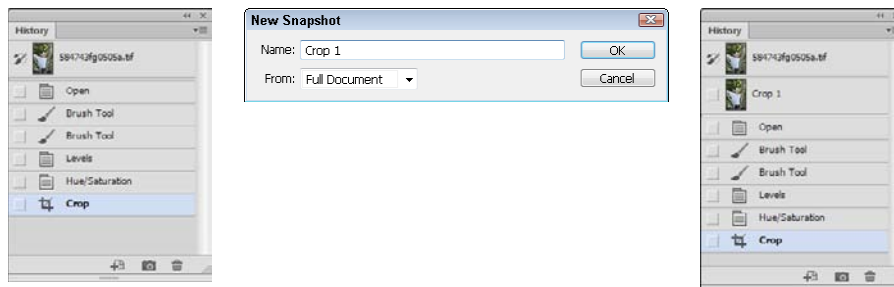 History
584743fg0505a.tif
Open
Brush Tool
Brush Tool
Levels
Hue/Saturation
Crop
New Snapshot
Name: Crop 1
OK
From: Full Document
Cancel
History
584743fg0505a.tif
Crop 1
Open
Brush Tool
Brush Tool
Levels
Hue/Saturation
Crop